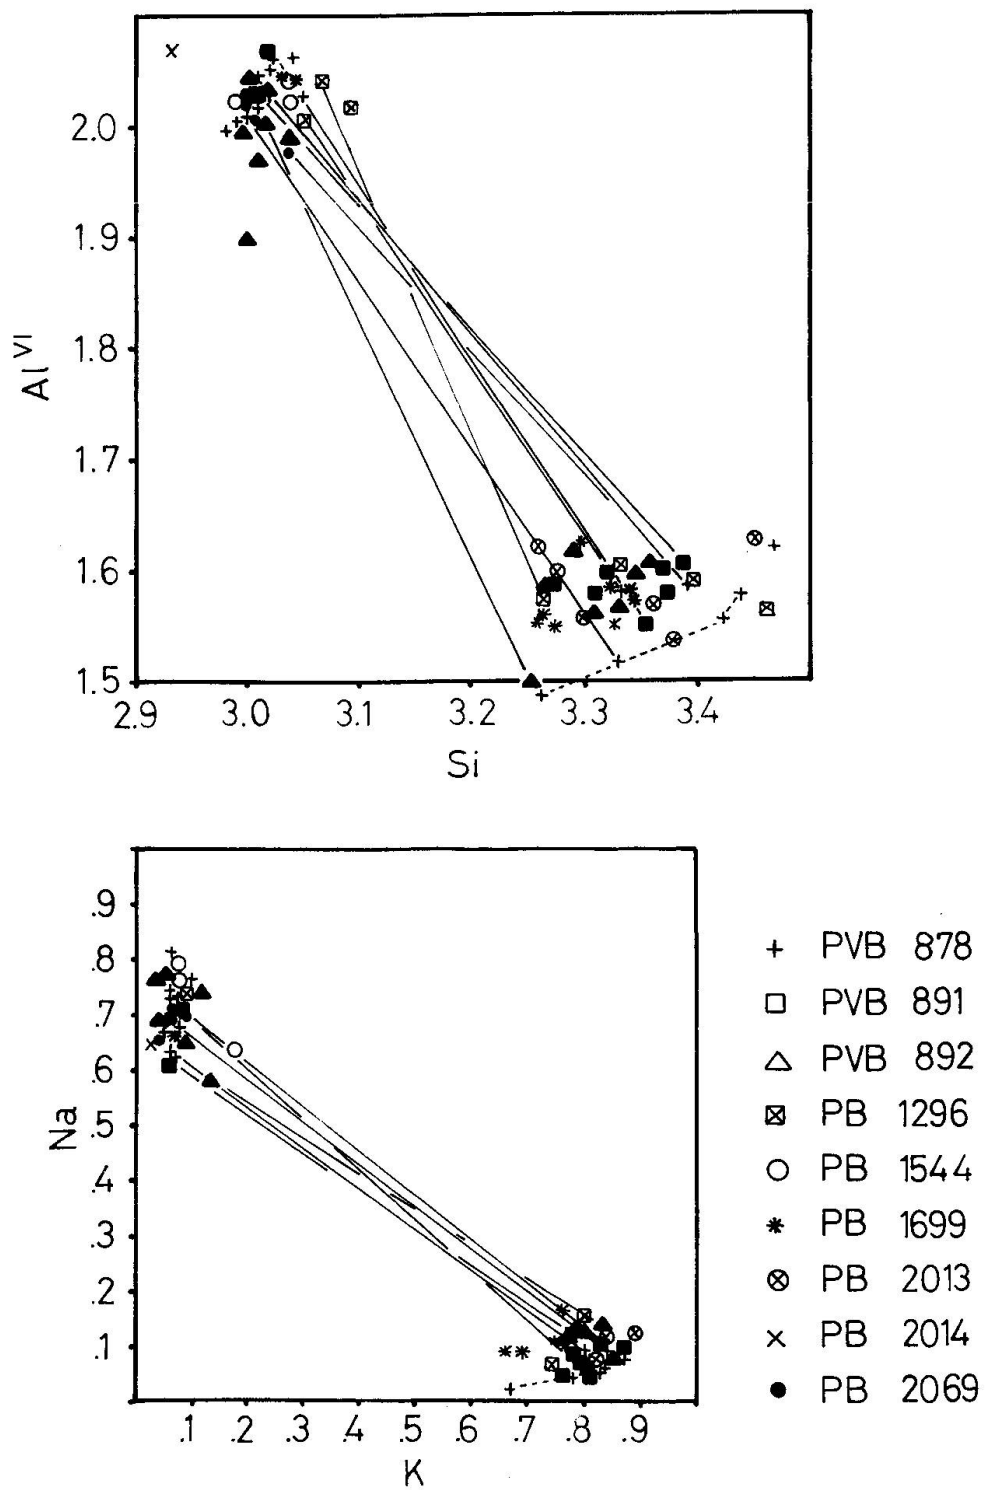 2.0
1.9
1.8
1.7
1.6
1.5
Al^VI
2.9 3.0 3.1 3.2 3.3 3.4
Si
.9
.8
.7
.6
.5
.4
.3
.2
.1
Na
.1 .2 .3 .4 .5 .6 .7 .8 .9
K
PVB 878
PVB 891
PVB 892
PB 1296
PB 1544
PB 1699
PB 2013
PB 2014
PB 2069